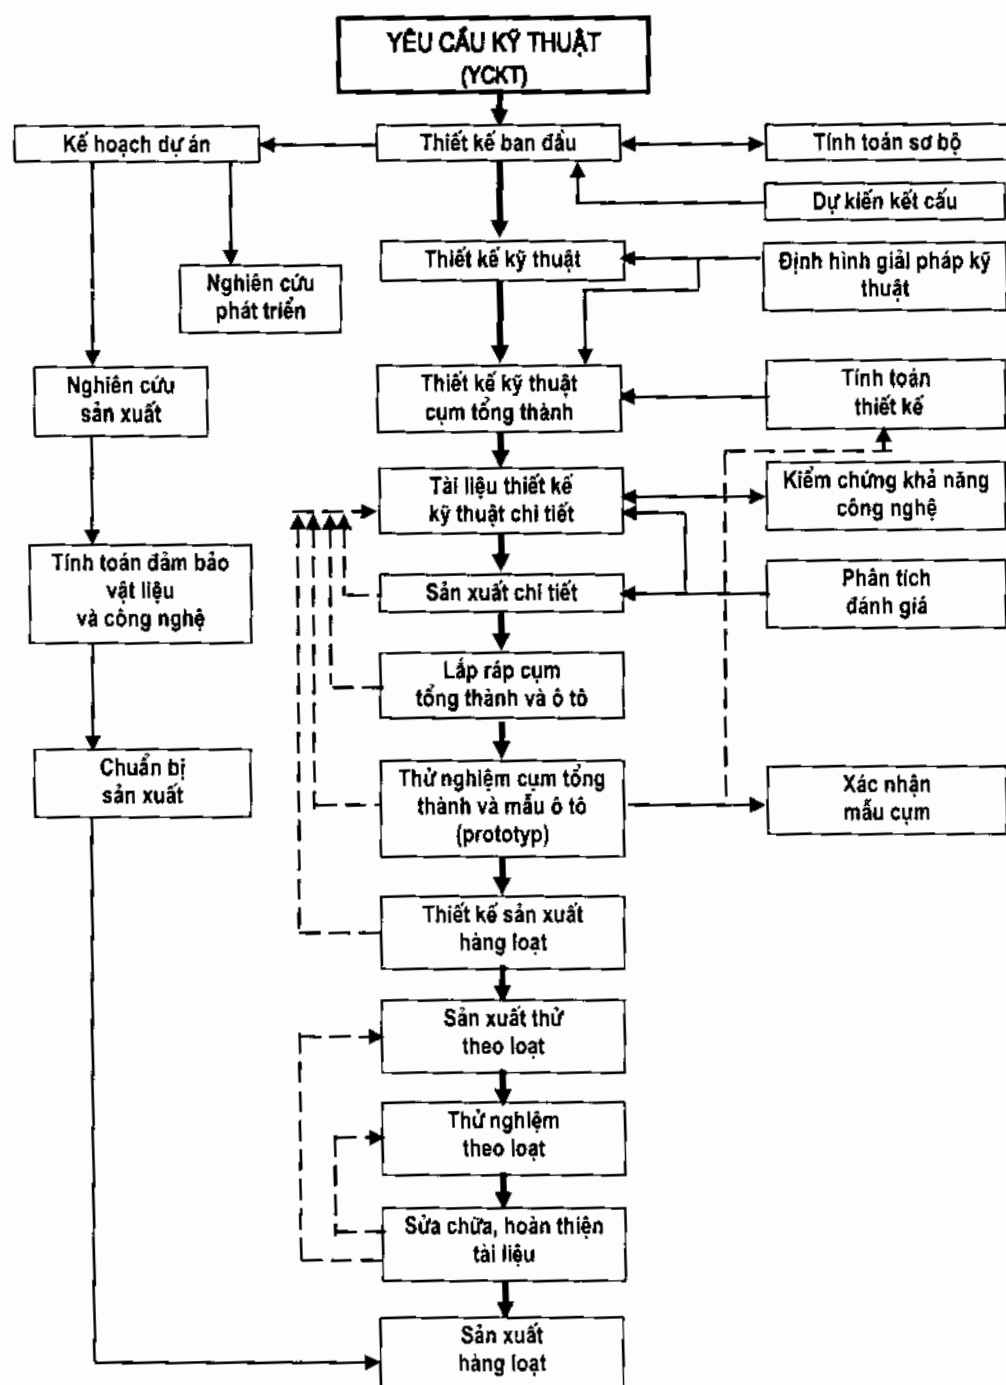 YÊU CẦU KỸ THUẬT
(YCKT)
Kế hoạch dự án
Thiết kế ban đầu
Tính toán sơ bộ
Dự kiến kết cấu
Thiết kế kỹ thuật
Định hình giải pháp kỹ
thuật
Nghiên cứu
phát triển
Nghiên cứu
sản xuất
Thiết kế kỹ thuật
cụm tổng thành
Tính toán
thiết kế
Tài liệu thiết kế
kỹ thuật chi tiết
Kiểm chứng khả năng
công nghệ
Tính toán đảm bảo
vật liệu
và công nghệ
Sản xuất chi tiết
Phân tích
đánh giá
Lắp ráp cụm
tổng thành và ô tô
Chuẩn bị
sản xuất
Thử nghiệm cụm tổng
thành và mẫu ô tô
(prototyp)
Xác nhận
mẫu cụm
Thiết kế sản xuất
hàng loạt
Sản xuất thử
theo loạt
Thử nghiệm
theo loạt
Sửa chữa, hoàn thiện
tài liệu
Sản xuất
hàng loạt